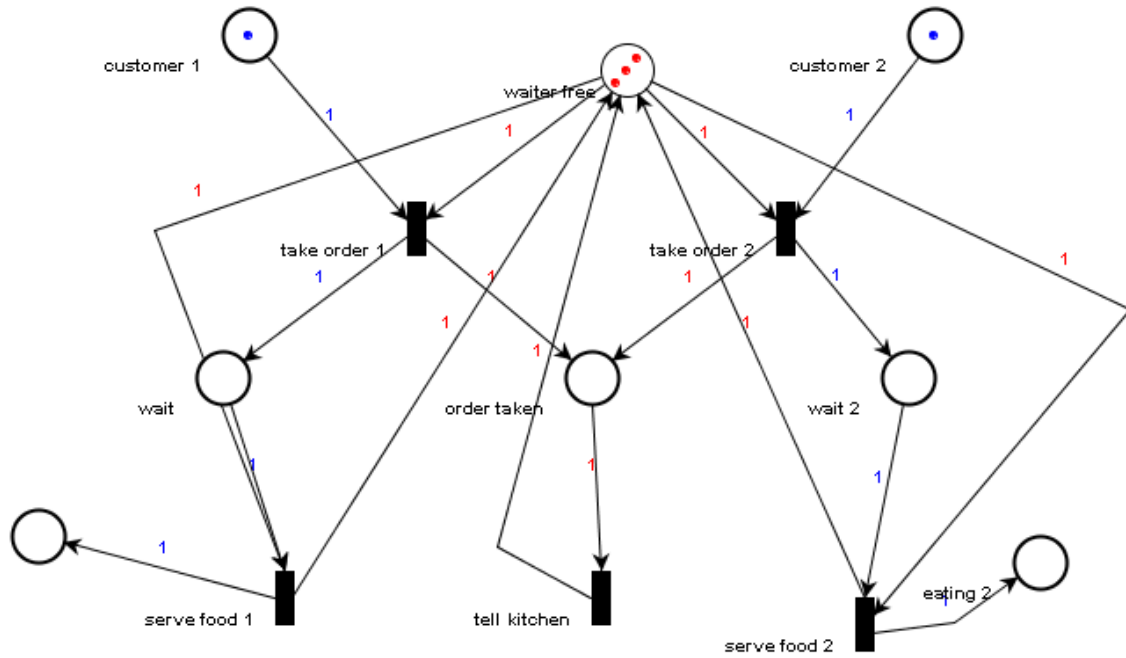 customer 1
customer 2
waiter free
1
1
1
1
1
1
take order 1
take order 2
1
1
1
1
1
1
1
1
wait
order taken
wait 2
1
1
1
1
eating 2
1
serve food 1
tell kitchen
serve food 2